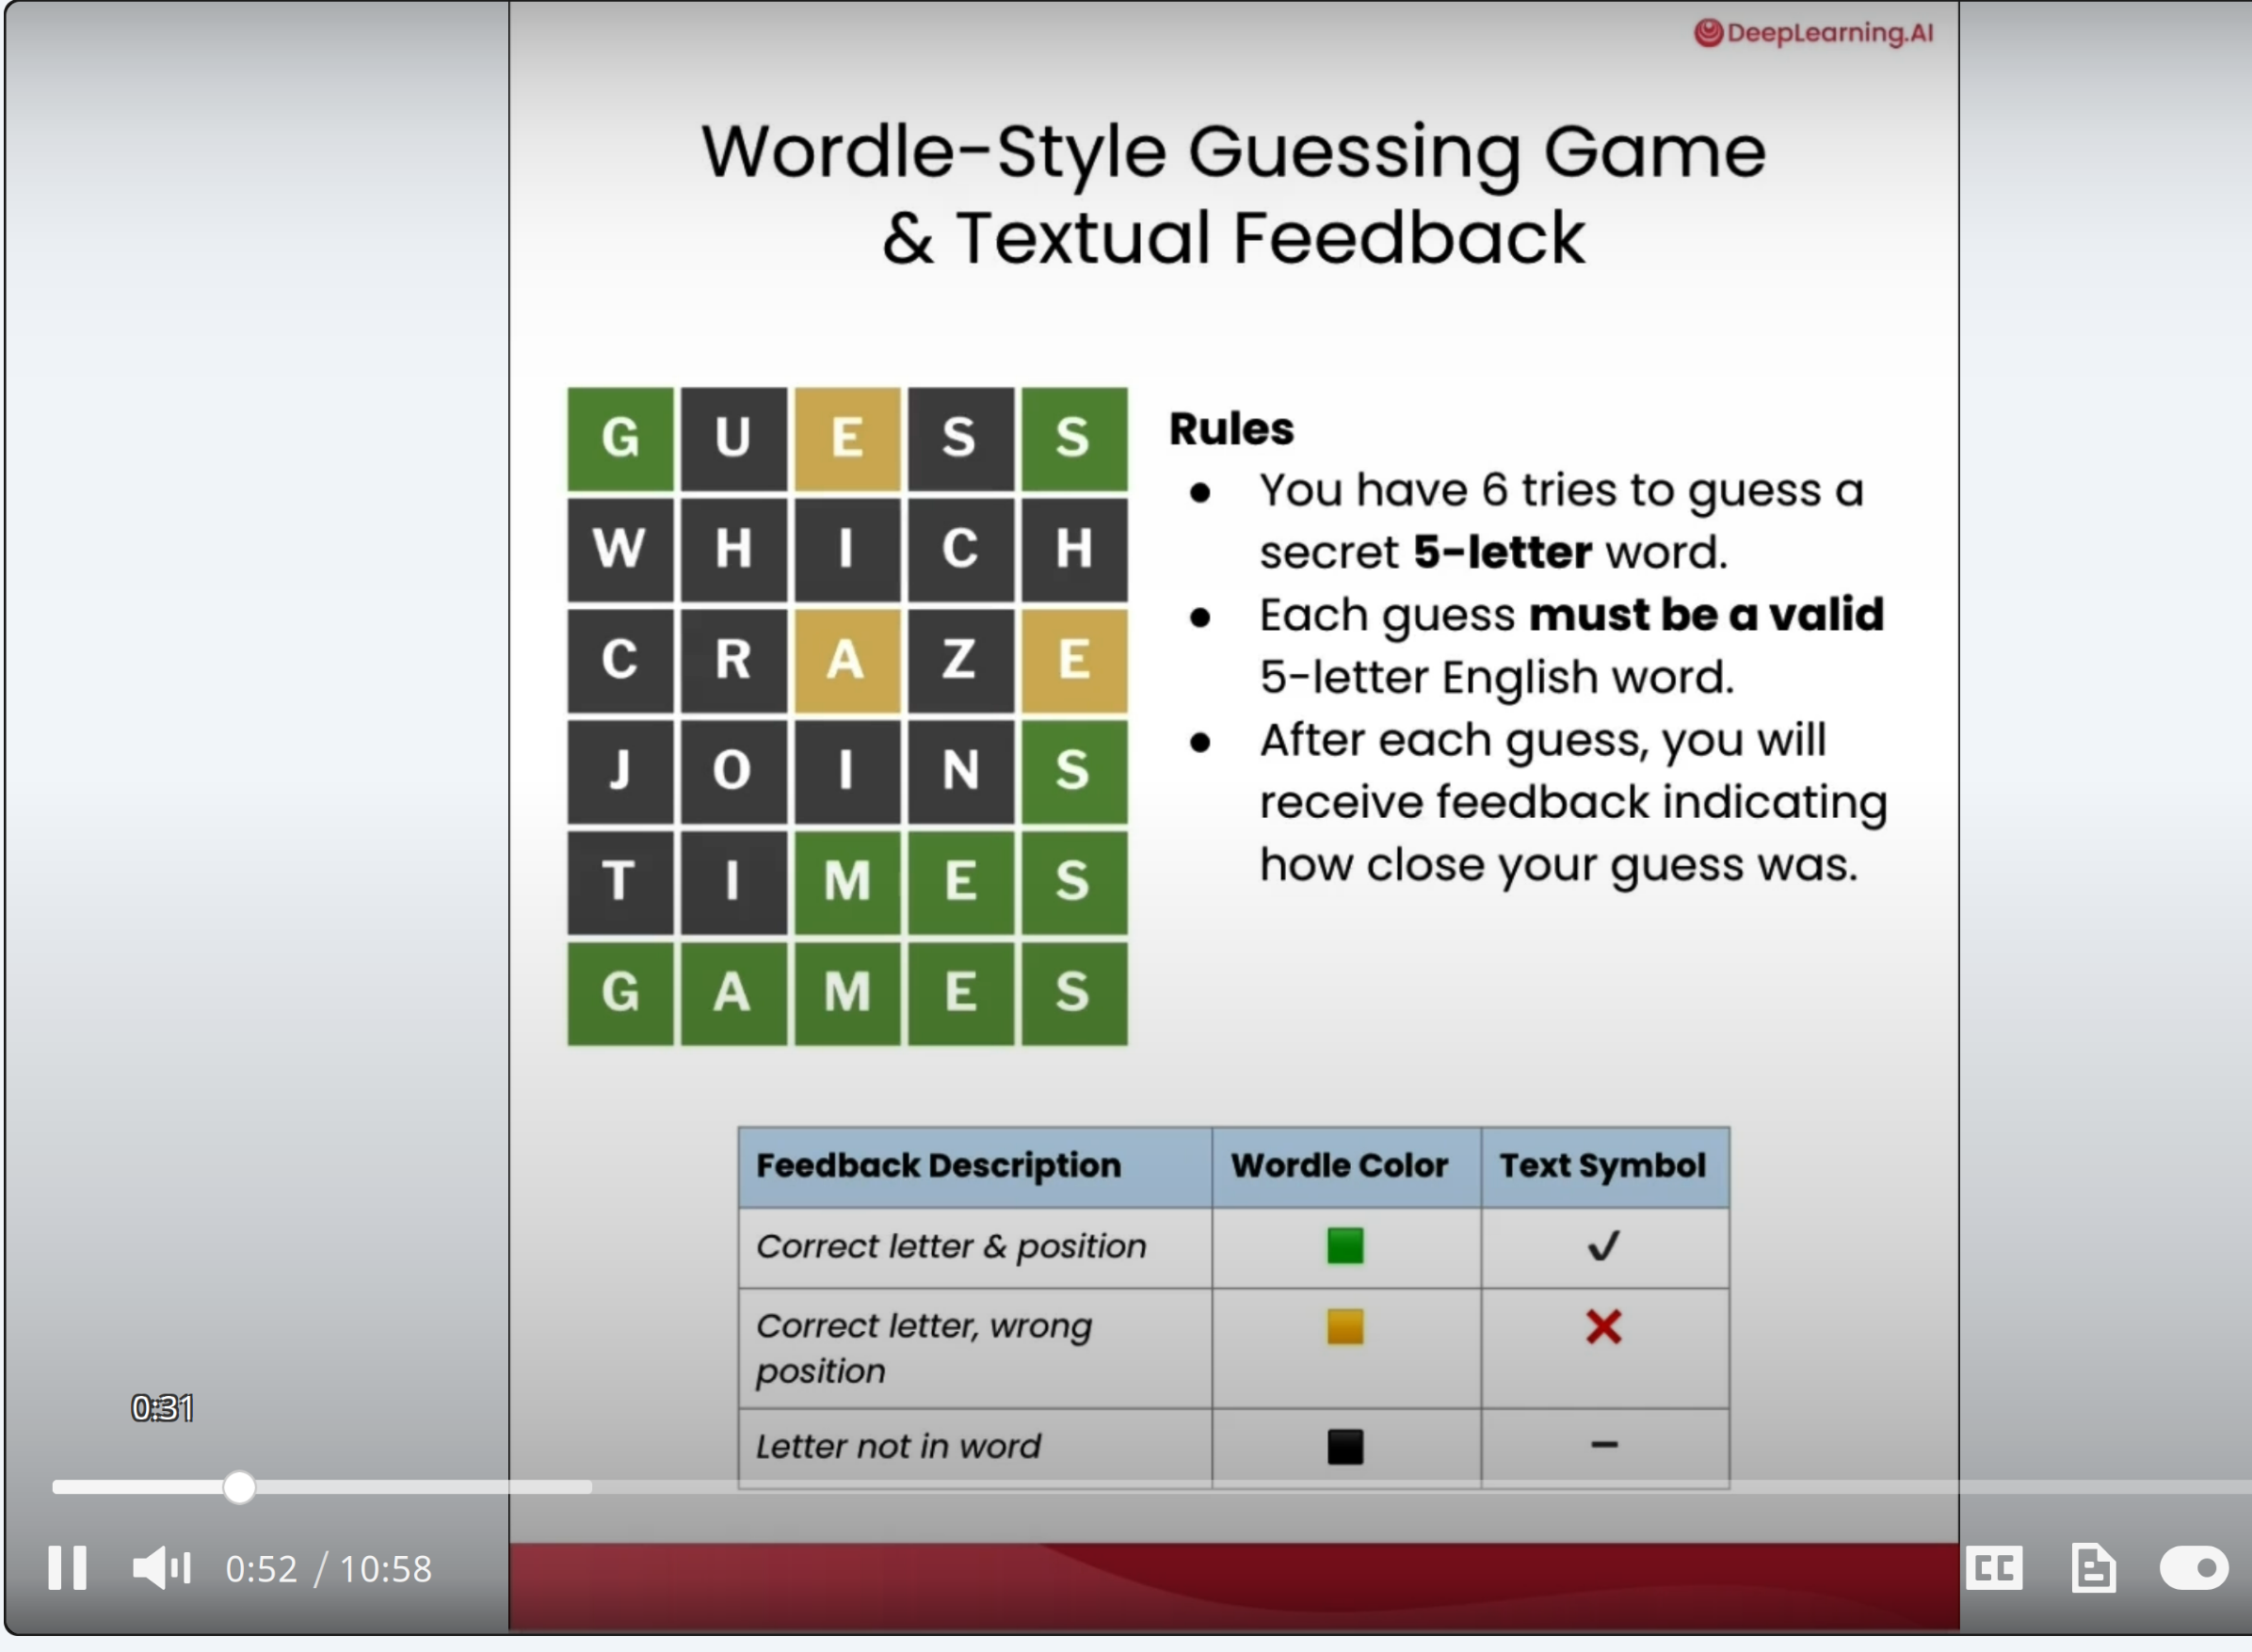 DeepLearning.AI
Wordle-Style Guessing Game
& Textual Feedback
G U E S S
W H I C H
C R A Z E
J O I N S
T I M E S
G A M E S
Rules
● You have 6 tries to guess a
secret 5-letter word.
● Each guess must be a valid
5-letter English word.
● After each guess, you will
receive feedback indicating
how close your guess was.
Feedback Description Wordle Color Text Symbol
Correct letter & position ✓
Correct letter, wrong ❌
position
Letter not in word –
0:31
0:52 / 10:58
CC